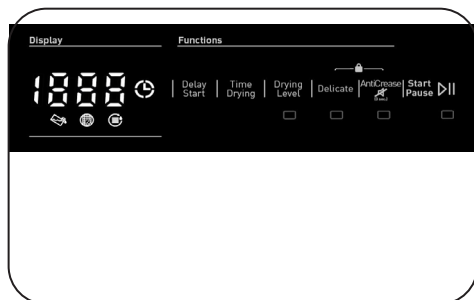 Display
Functions
1888
Delay Start
Time Drying
Drying Level
Delicate
AntiCrease
Start Pause